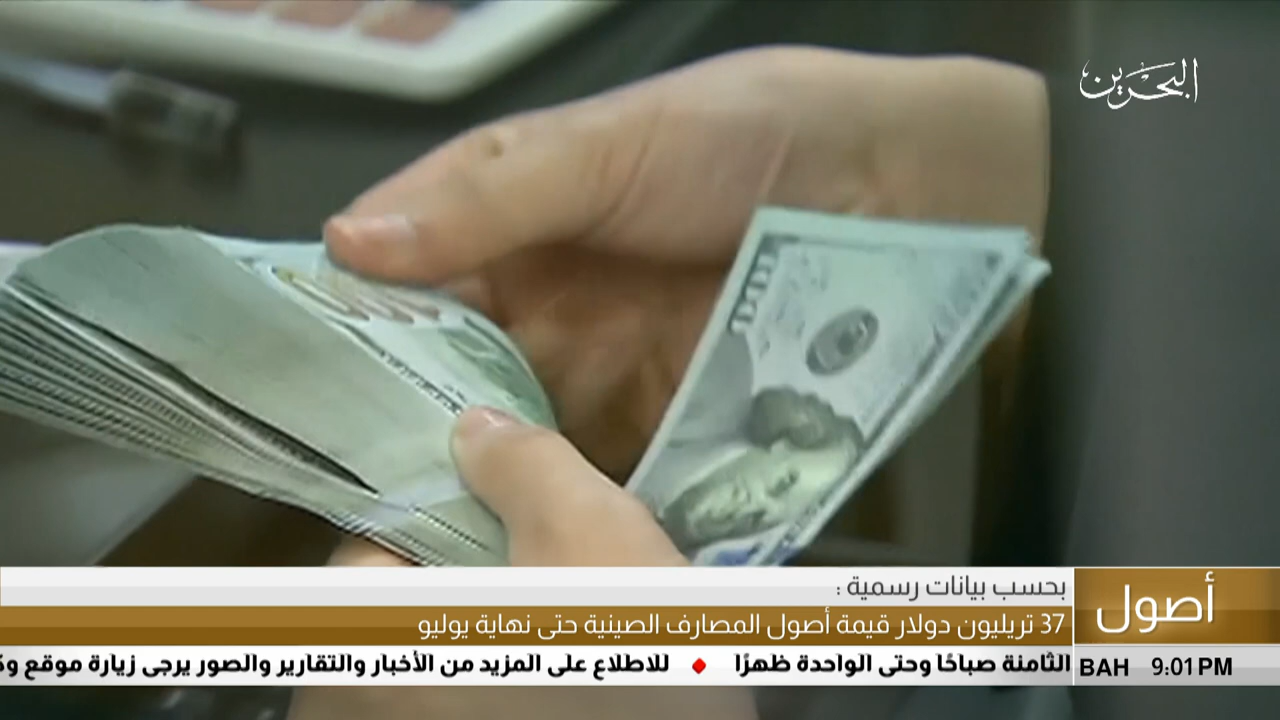 البحرين
بحسب بيانات رسمية :
أصول
37 تريليون دولار قيمة أصول المصارف الصينية حتى نهاية يوليو
الثامنة صباحًا وحتى الواحدة ظهرًا ♦ للاطلاع على المزيد من الأخبار والتقارير والصور يرجى زيارة موقع
BAH 9:01 PM